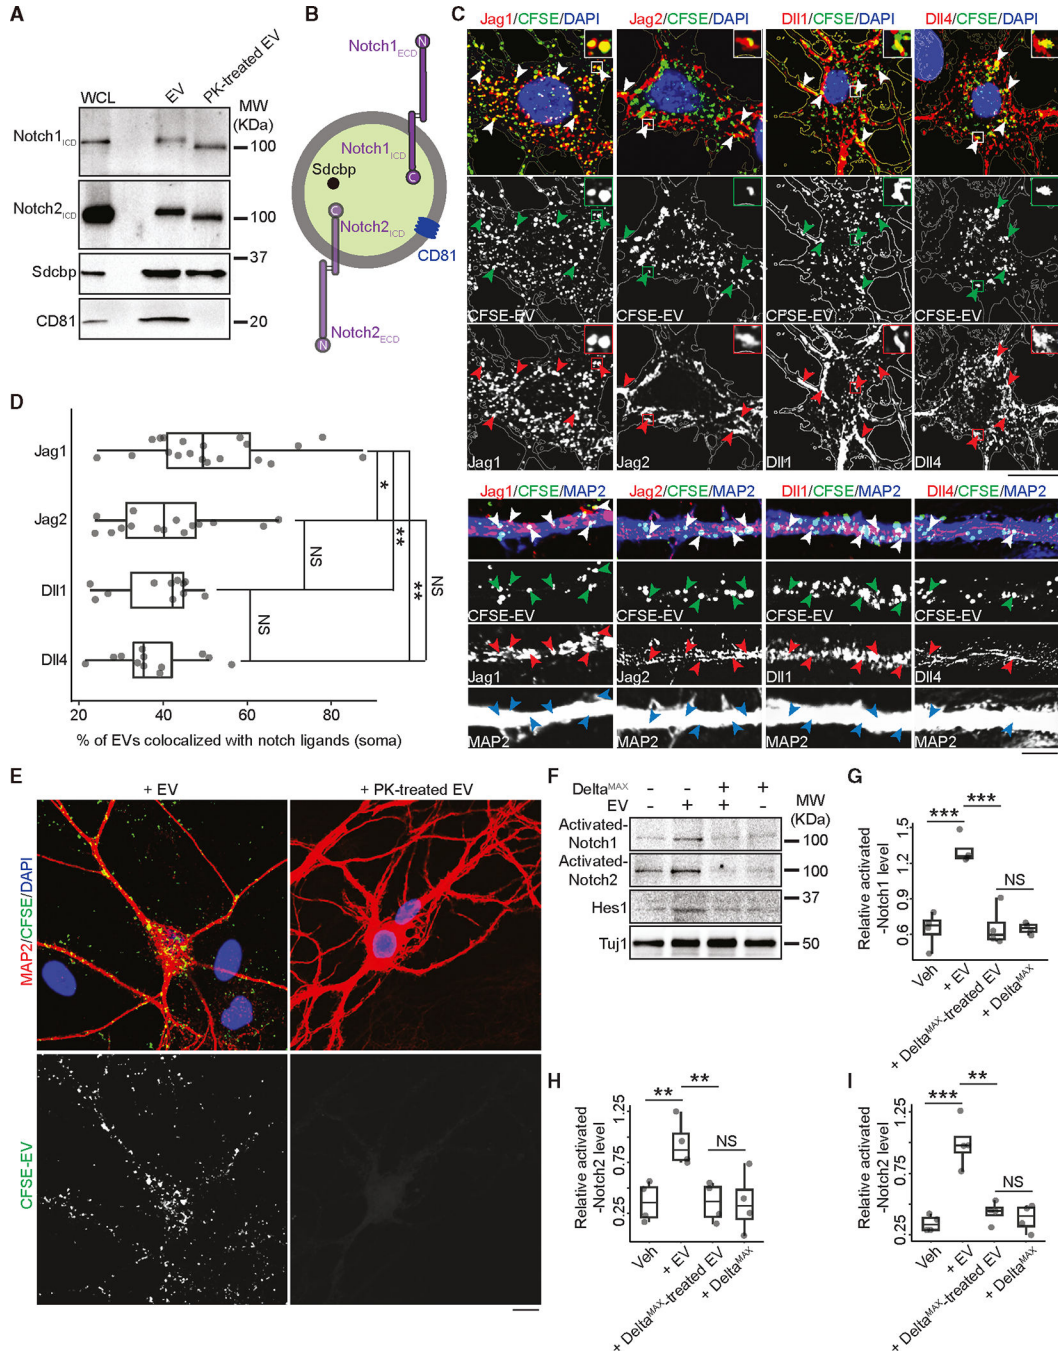 A
WCL
EV
PK-treated EV
MW
(KDa)
Notch1ICD
100
Notch2ICD
100
37
Sdcbp
CD81
20
B
N
Notch1ECD
Notch1ICD
C
Sdcbp
C
Notch2ICD
CD81
Notch2ECD
N
C
Jag1/CFSE/DAPI
Jag2/CFSE/DAPI
Dll1/CFSE/DAPI
Dll4/CFSE/DAPI
CFSE-EV
CFSE-EV
CFSE-EV
CFSE-EV
Jag1
Jag2
Dll1
Dll4
Jag1/CFSE/MAP2
Jag2/CFSE/MAP2
Dll1/CFSE/MAP2
Dll4/CFSE/MAP2
CFSE-EV
CFSE-EV
CFSE-EV
CFSE-EV
Jag1
Jag2
Dll1
Dll4
MAP2
MAP2
MAP2
MAP2
D
Jag1
Jag2
Dll1
Dll4
*
**
**
NS
NS
NS
20
40
60
80
% of EVs colocalized with notch ligands (soma)
E
+ EV
+ PK-treated EV
MAP2/CFSE/DAPI
CFSE-EV
F
DeltaMAX - - + +
EV - + + -
MW
(KDa)
Activated-
Notch1
100
Activated-
Notch2
100
37
Hes1
Tuj1
50
G
Relative activated
-Notch1 level
1.5
1.2
0.9
0.6
***
***
NS
Veh
+ EV
+ DeltaMAX-treated EV
+ DeltaMAX
H
Relative activated
-Notch2 level
1.25
0.75
0.25
**
**
NS
Veh
+ EV
+ DeltaMAX-treated EV
+ DeltaMAX
I
Relative activated
-Notch2 level
1.25
0.75
0.25
***
**
NS
Veh
+ EV
+ DeltaMAX-treated EV
+ DeltaMAX